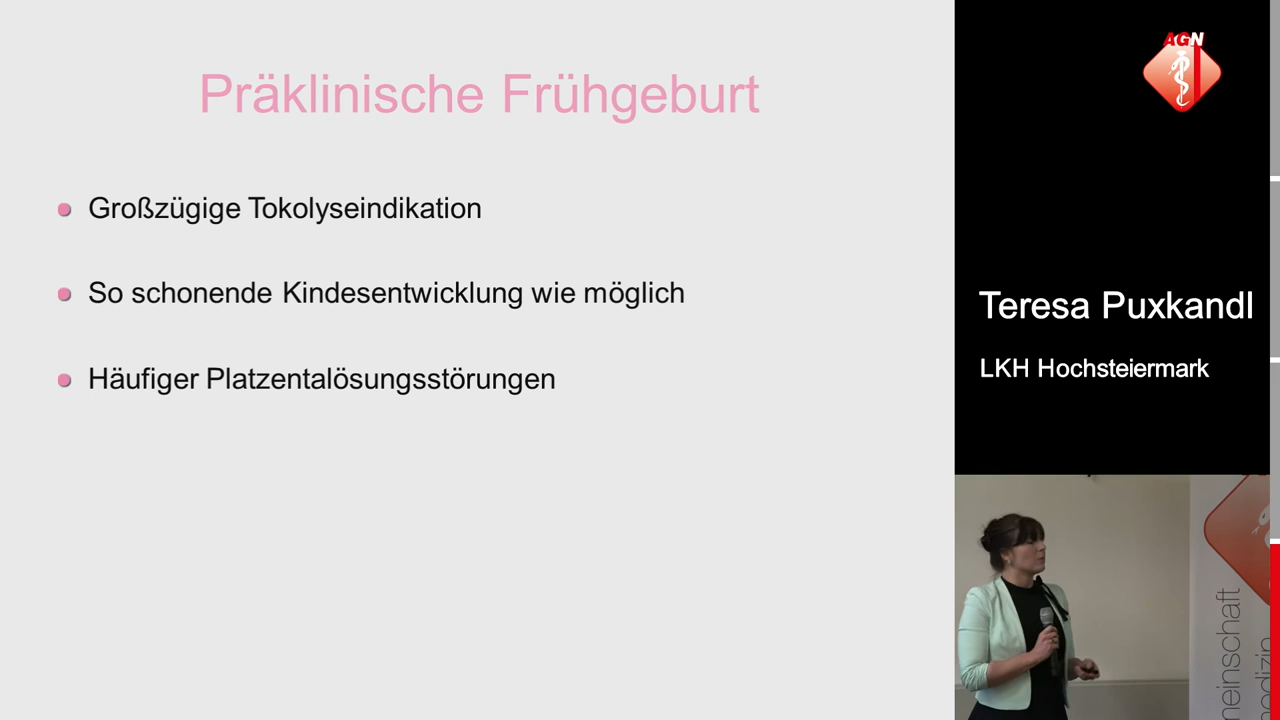 Präklinische Frühgeburt
Großzügige Tokolyseindikation
So schonende Kindesentwicklung wie möglich
Häufiger Platzentalösungsstörungen
AGN
Teresa Puxkandl
LKH Hochsteiermark
meinschaft